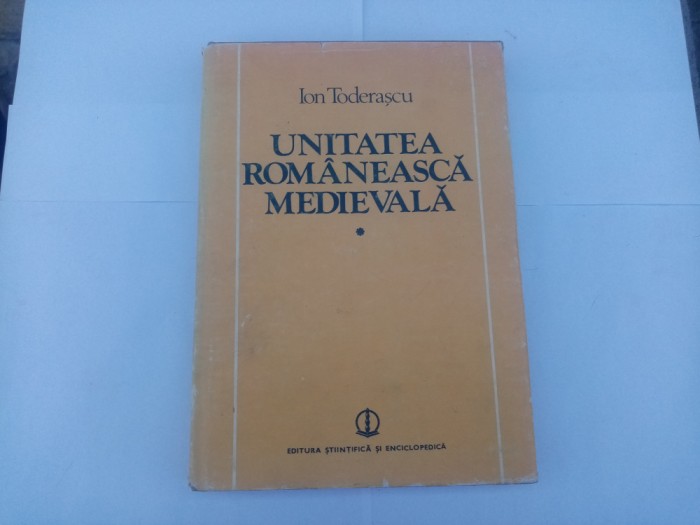 Ion Toderașcu
UNITATEA
ROMÂNEASCĂ
MEDIEVALĂ
EDITURA ȘTIINȚIFICĂ ȘI ENCICLOPEDICĂ